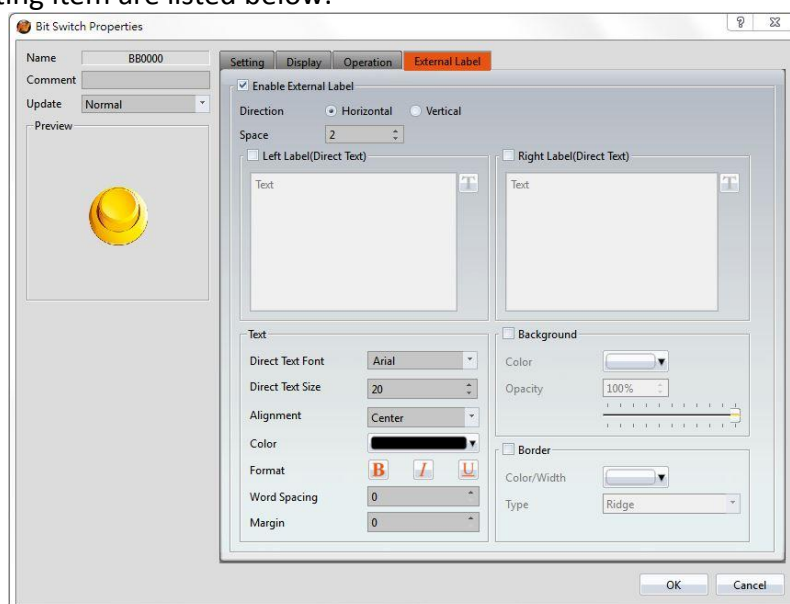 ting item are listed below:
Bit Switch Properties
Name BB0000
Comment
Update Normal
Preview
Setting Display Operation External Label
Enable External Label
Direction Horizontal Vertical
Space 2
Left Label(Direct Text) Right Label(Direct Text)
Text T Text T
Text
Direct Text Font Arial
Direct Text Size 20
Alignment Center
Color
Format B I U
Word Spacing 0
Margin 0
Background
Color
Opacity 100%
Border
Color/Width
Type Ridge
OK Cancel